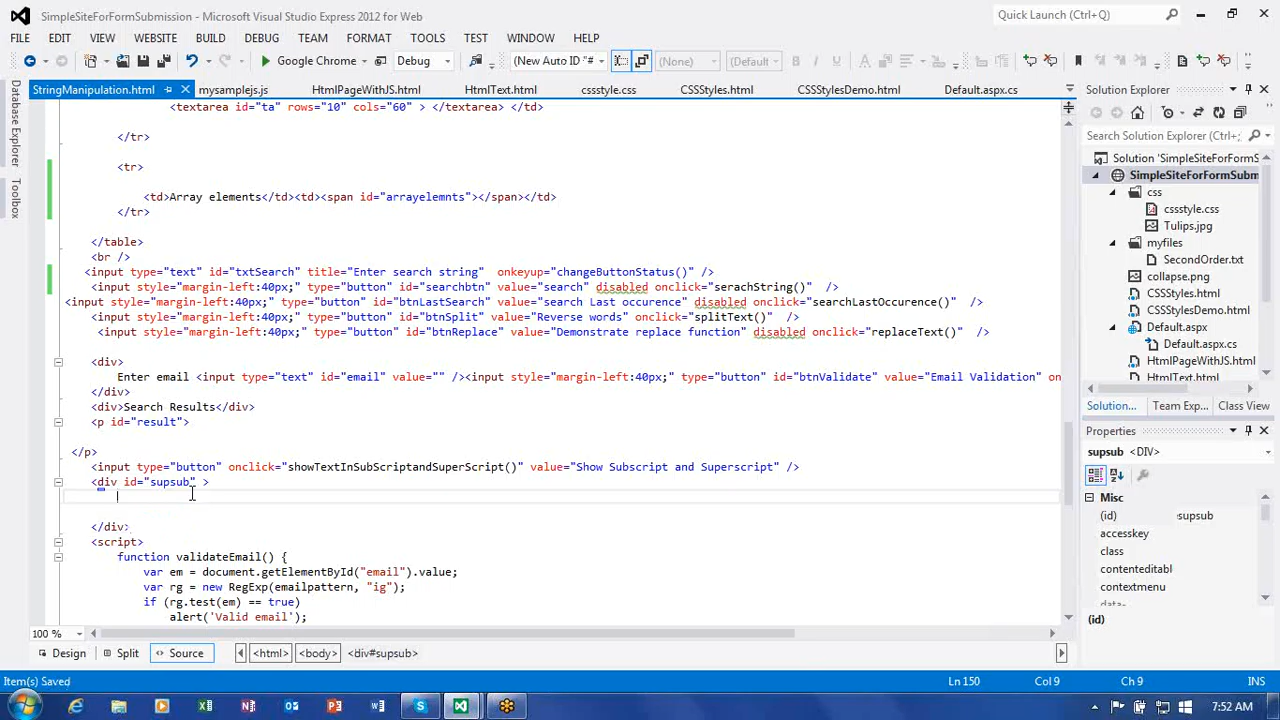 SimpleSiteForFormSubmission - Microsoft Visual Studio Express 2012 for Web
Quick Launch (Ctrl+Q)
FILE EDIT VIEW WEBSITE BUILD DEBUG TEAM FORMAT TOOLS TEST WINDOW HELP
Google Chrome Debug (New Auto ID "# (None) (Default)
StringManipulation.html mysamplejs.js HtmlPageWithJS.html HtmlText.html cssstyle.css CSSStyles.html CSSStylesDemo.html Default.aspx.cs
Database Explorer
Toolbox
<textarea id="ta" rows="10" cols="60" > </textarea> </td>
</tr>
<tr>
<td>Array elements</td><td><span id="arrayelemnts"></span></td>
</tr>
</table>
<br />
<input type="text" id="txtSearch" title="Enter search string"  onkeyup="changeButtonStatus()" />
<input style="margin-left:40px;" type="button" id="searchbtn" value="search" disabled onclick="serachString()"  />
<input style="margin-left:40px;" type="button" id="btnLastSearch" value="search Last occurence" disabled onclick="searchLastOccurence()"  />
<input style="margin-left:40px;" type="button" id="btnSplit" value="Reverse words" onclick="splitText()"  />
<input style="margin-left:40px;" type="button" id="btnReplace" value="Demonstrate replace function" disabled onclick="replaceText()"  />
<div>
Enter email <input type="text" id="email" value="" /><input style="margin-left:40px;" type="button" id="btnValidate" value="Email Validation" on
</div>
<div>Search Results</div>
<p id="result">
</p>
<input type="button" onclick="showTextInSubScriptandSuperScript()" value="Show Subscript and Superscript" />
<div id="supsub" >
</div>
<script>
function validateEmail() {
var em = document.getElementById("email").value;
var rg = new RegExp(emailpattern, "ig");
if (rg.test(em) == true)
alert('Valid email');
100 %
Design Split Source <html> <body> <div#supsub>
Solution Explorer
Search Solution Explorer (Ctrl+;
Solution 'SimpleSiteForFormS
SimpleSiteForFormSubm
css
cssstyle.css
Tulips.jpg
myfiles
SecondOrder.txt
collapse.png
CSSStyles.html
CSSStylesDemo.html
Default.aspx
Default.aspx.cs
HtmlPageWithJS.html
HtmlText.html
Solution... Team Exp... Class View
Properties
supsub <DIV>
Misc
(id) supsub
accesskey
class
contenteditabl
contextmenu
data-
(id)
Item(s) Saved Ln 150 Col 9 Ch 9 INS
7:52 AM